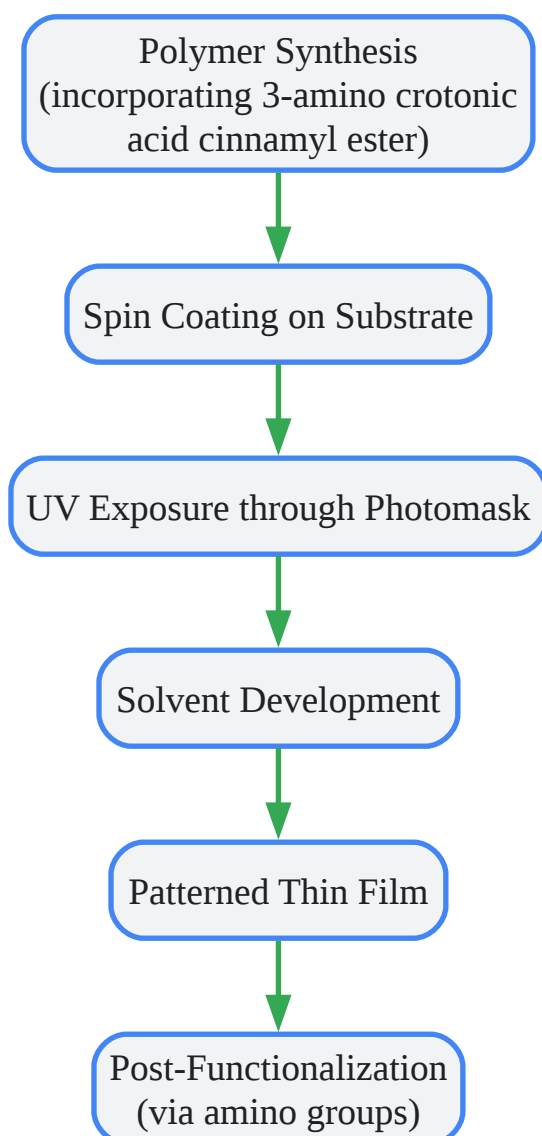 Polymer Synthesis
(incorporating 3-amino crotonic
acid cinnamyl ester)
Spin Coating on Substrate
UV Exposure through Photomask
Solvent Development
Patterned Thin Film
Post-Functionalization
(via amino groups)